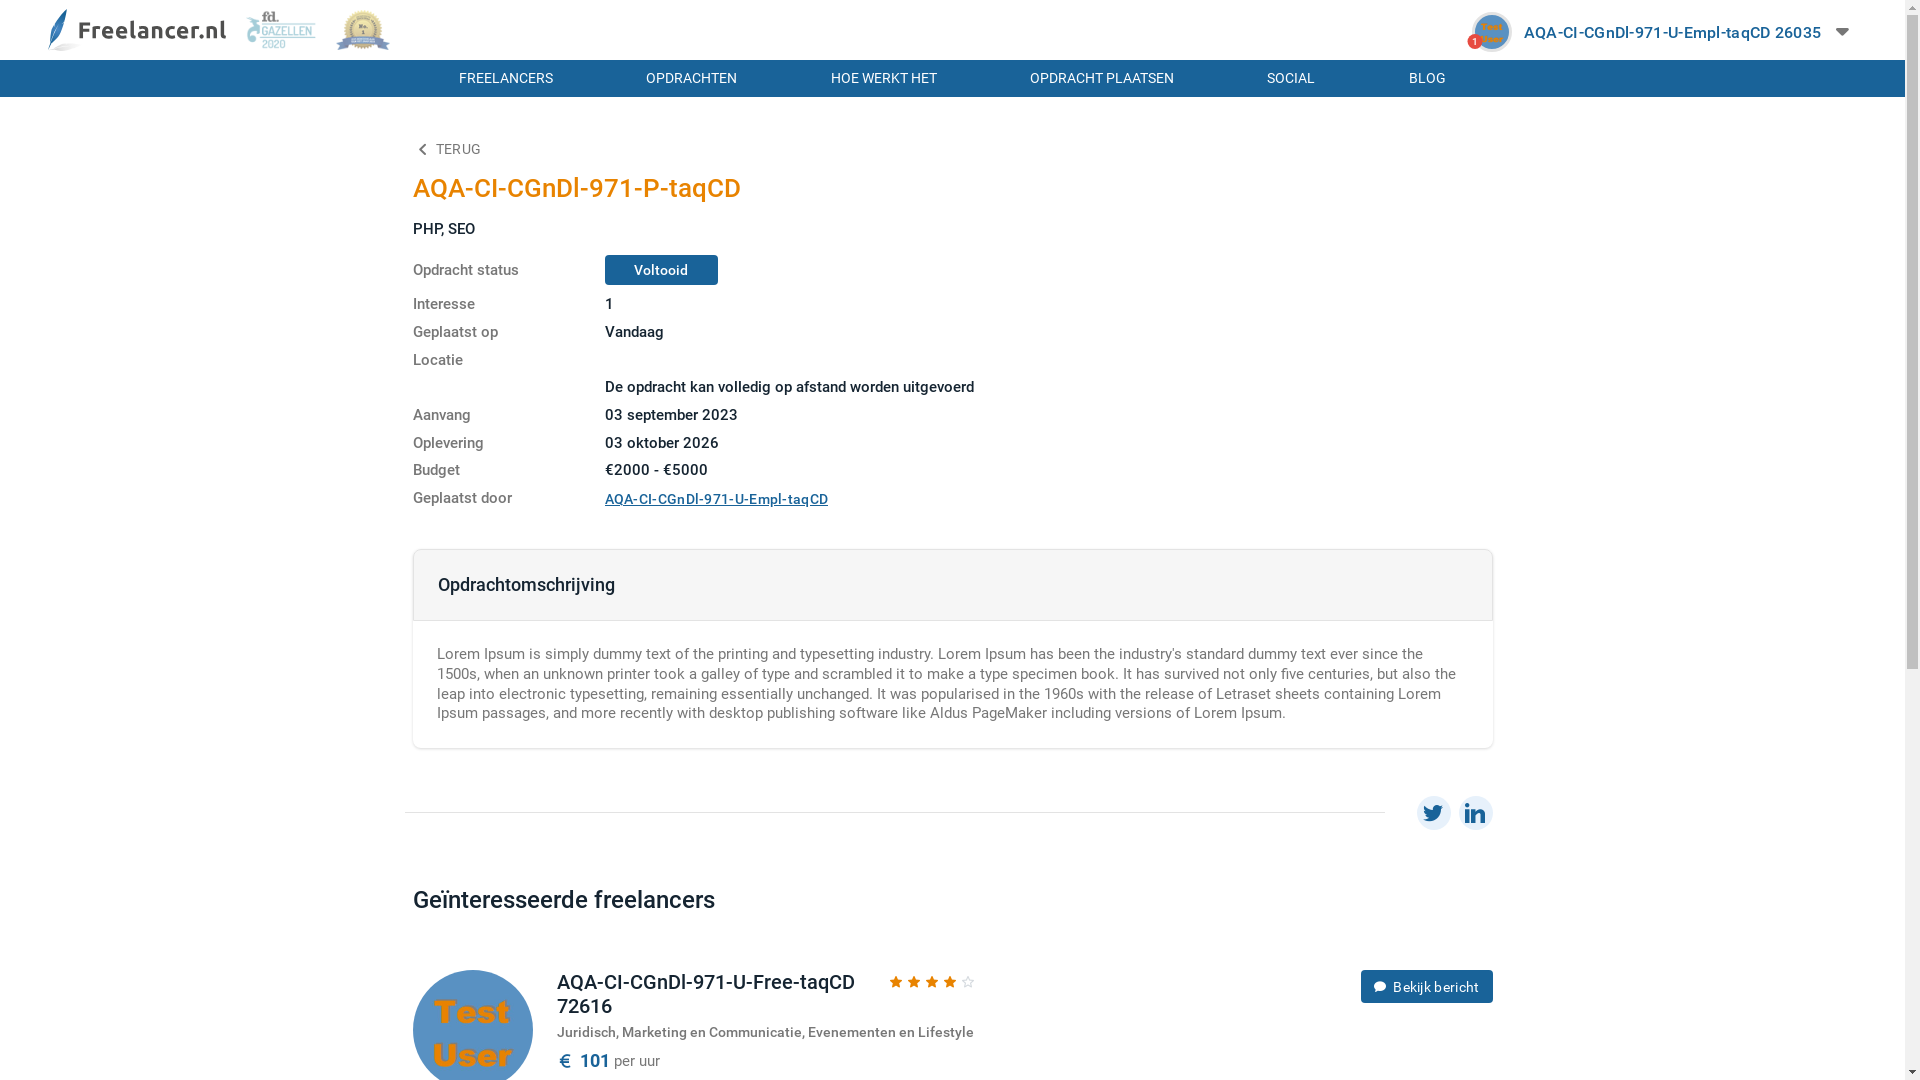 Freelancer.nl
fd.
GAZELLEN
2020
No.
1
1
Test
User
AQA-CI-CGnDl-971-U-Empl-taqCD 26035
FREELANCERS
OPDRACHTEN
HOE WERKT HET
OPDRACHT PLAATSEN
SOCIAL
BLOG
TERUG
AQA-CI-CGnDl-971-P-taqCD
PHP, SEO
Opdracht status Voltooid
Interesse 1
Geplaatst op Vandaag
Locatie
De opdracht kan volledig op afstand worden uitgevoerd
Aanvang 03 september 2023
Oplevering 03 oktober 2026
Budget €2000 - €5000
Geplaatst door AQA-CI-CGnDl-971-U-Empl-taqCD
Opdrachtomschrijving
Lorem Ipsum is simply dummy text of the printing and typesetting industry. Lorem Ipsum has been the industry's standard dummy text ever since the
1500s, when an unknown printer took a galley of type and scrambled it to make a type specimen book. It has survived not only five centuries, but also the
leap into electronic typesetting, remaining essentially unchanged. It was popularised in the 1960s with the release of Letraset sheets containing Lorem
Ipsum passages, and more recently with desktop publishing software like Aldus PageMaker including versions of Lorem Ipsum.
Geïnteresseerde freelancers
Test
User
AQA-CI-CGnDl-971-U-Free-taqCD
72616
Juridisch, Marketing en Communicatie, Evenementen en Lifestyle
€ 101 per uur
Bekijk bericht